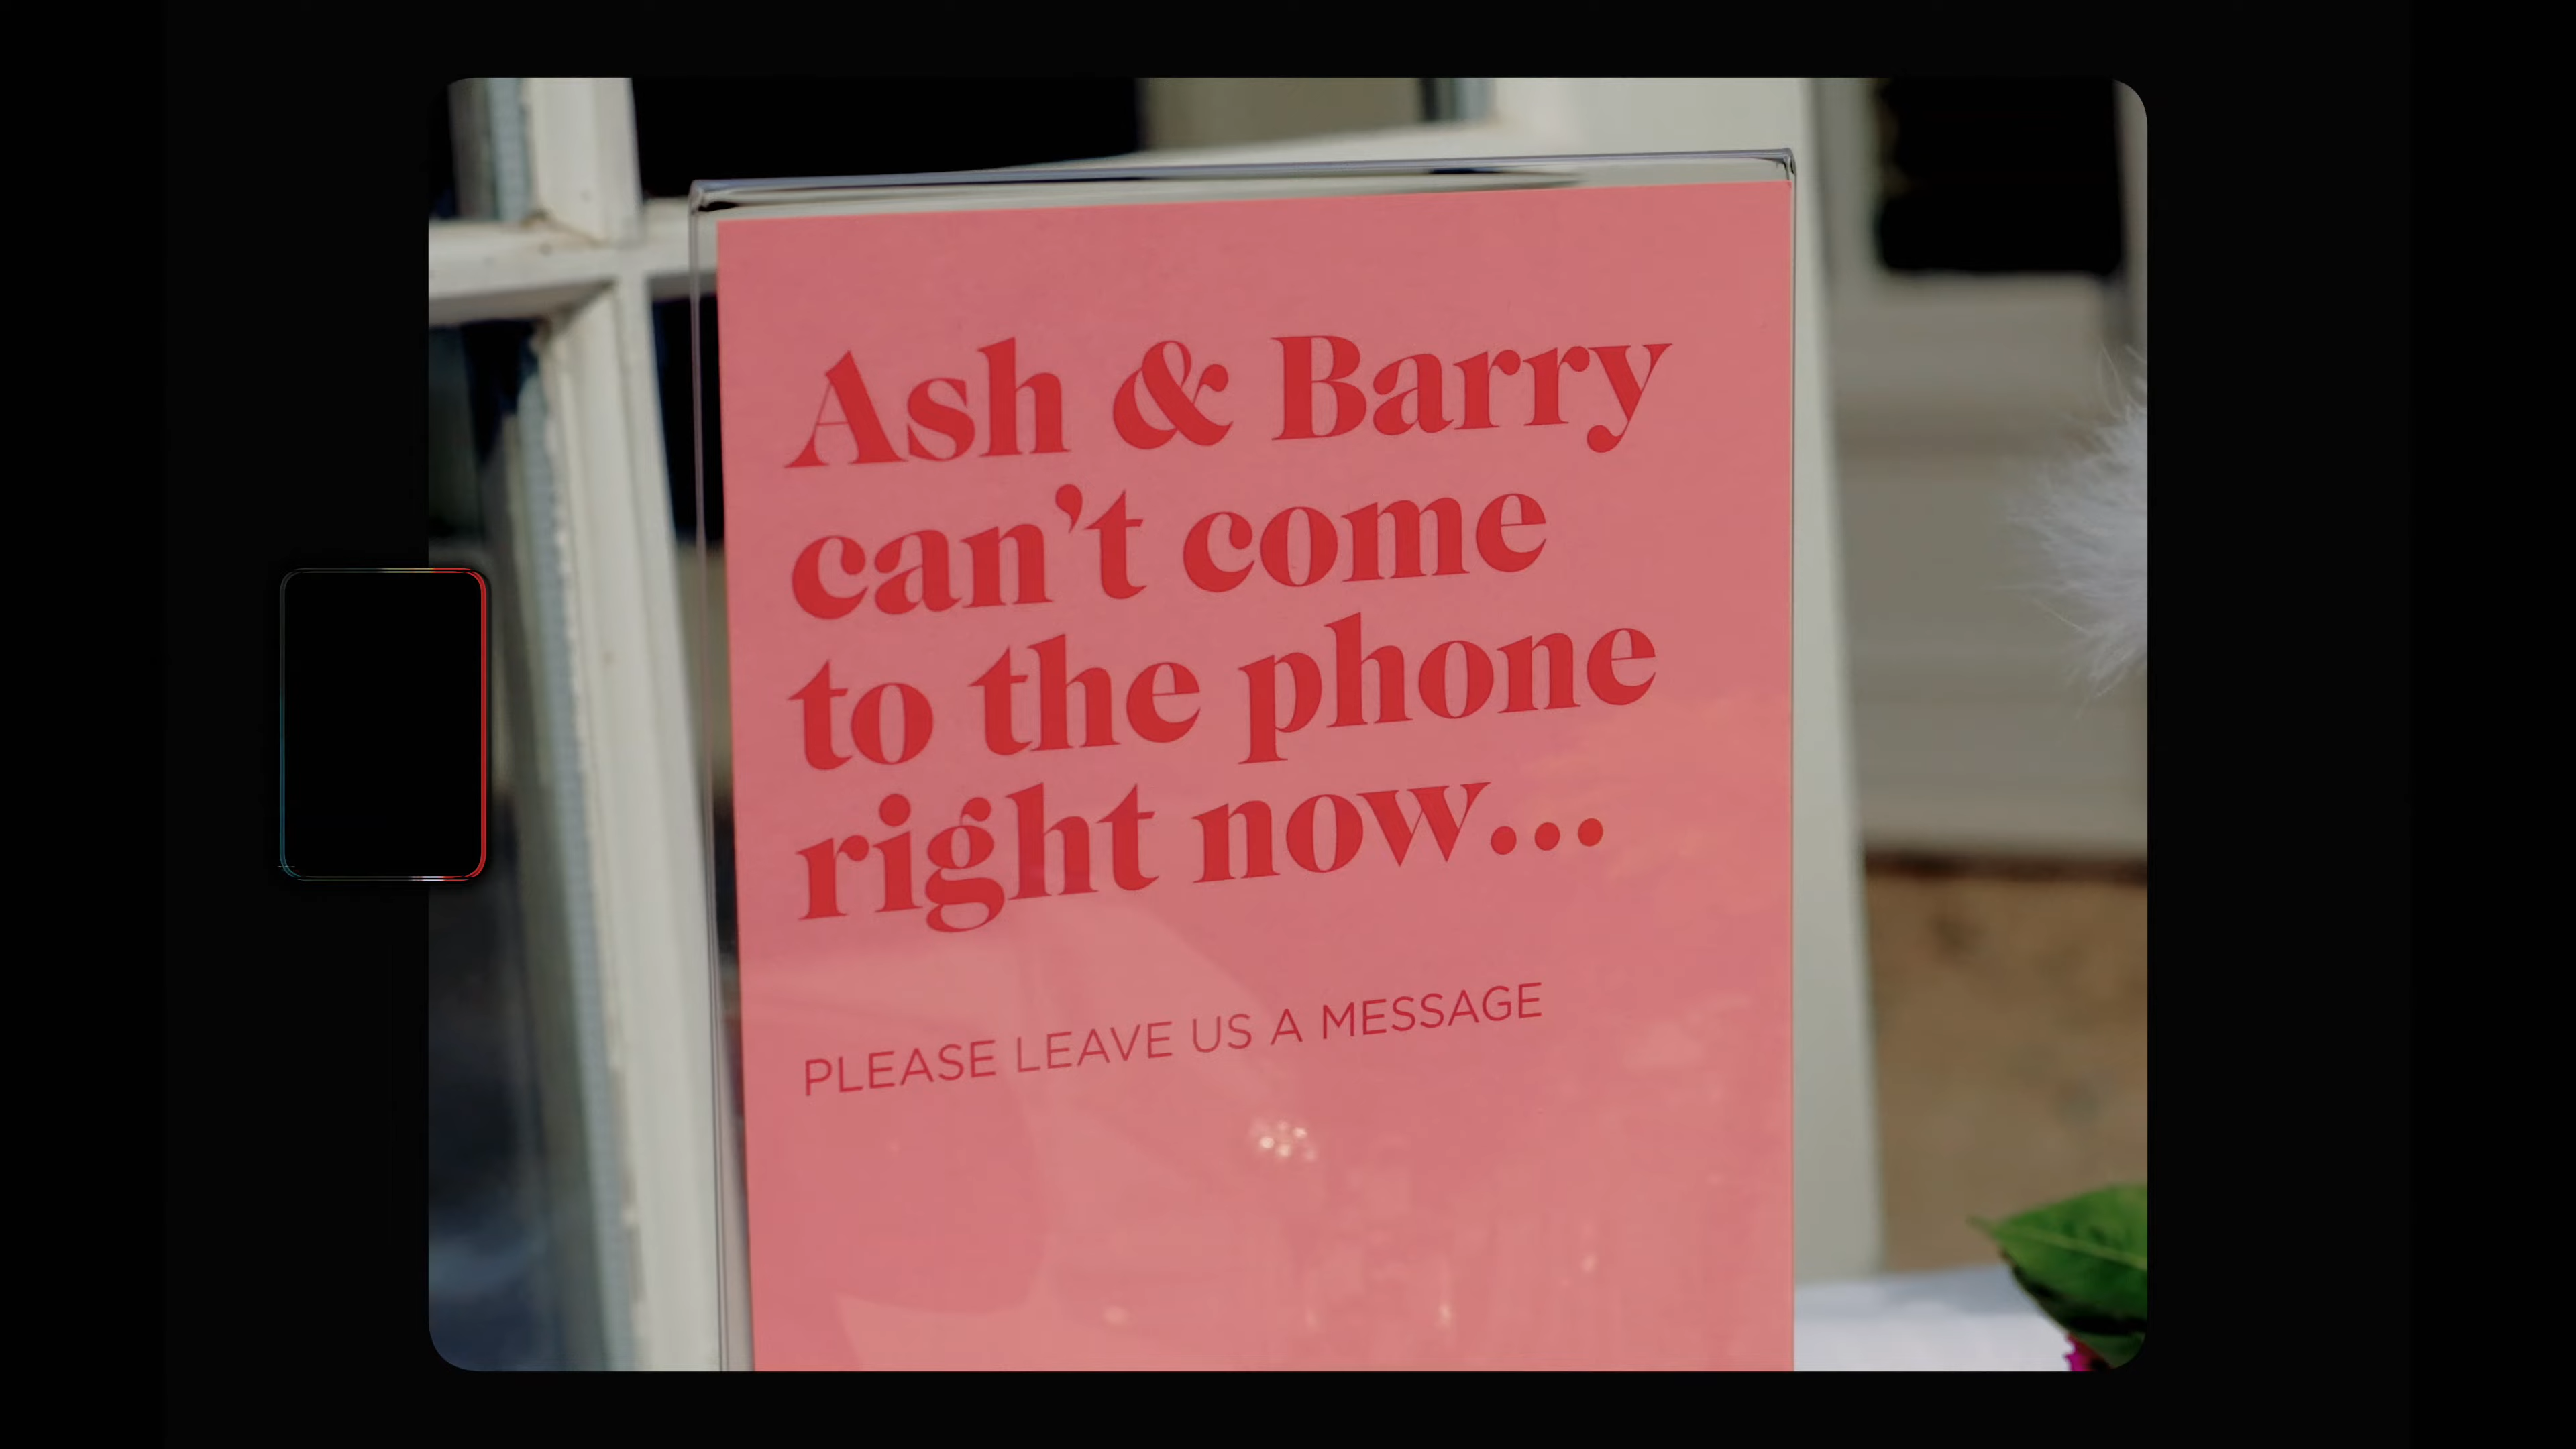 Ash & Barry
can’t come
to the phone
right now...
PLEASE LEAVE US A MESSAGE